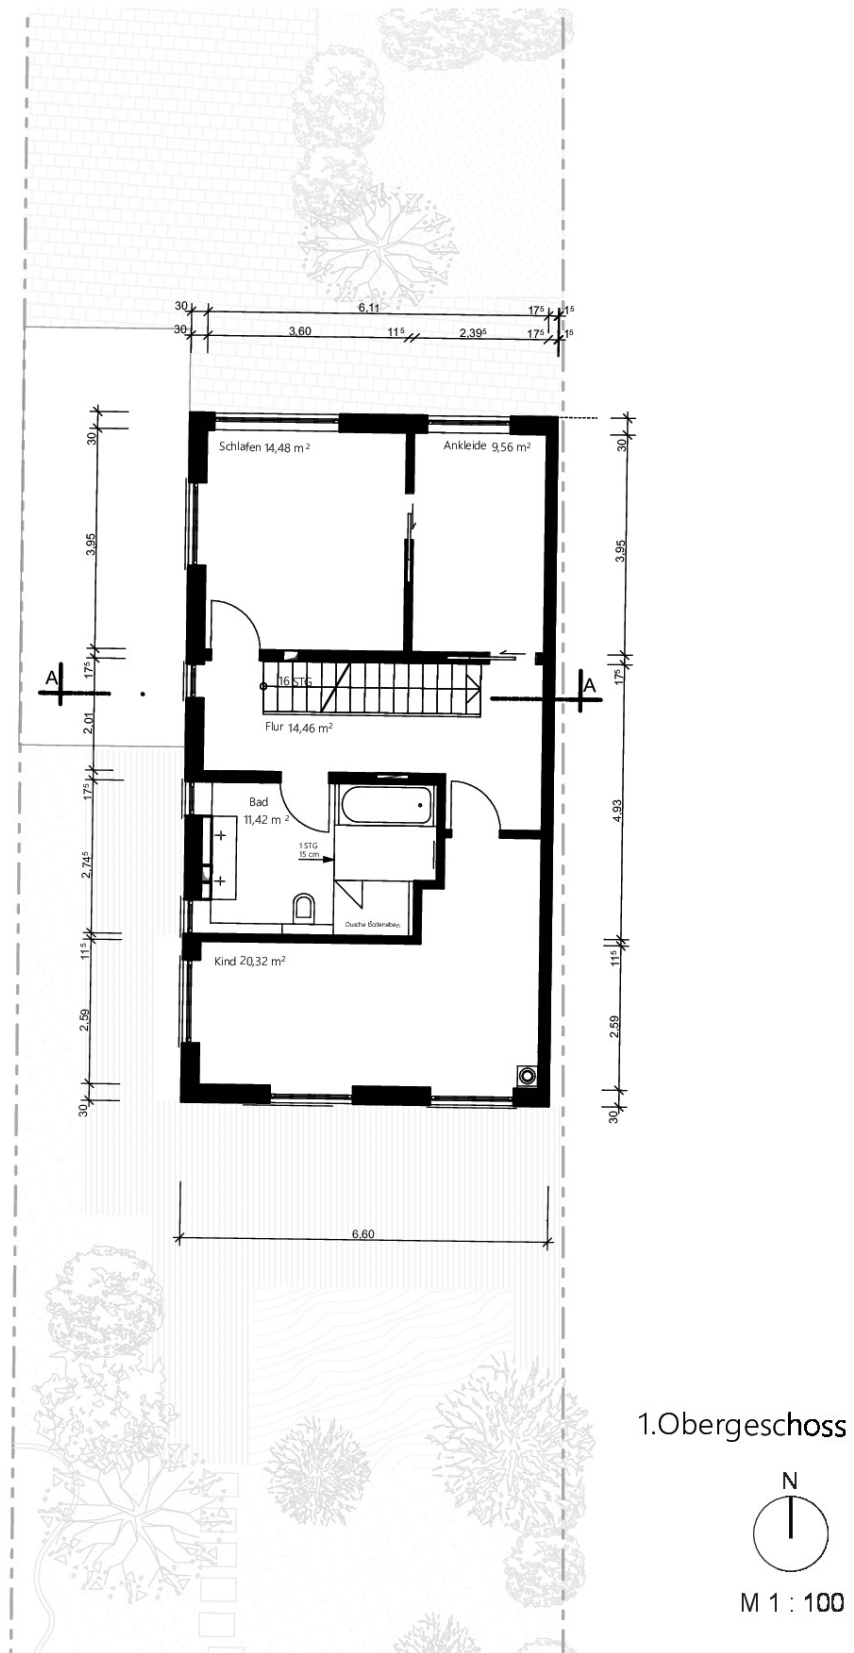 30 6,11 17⁵ 1⁵
30 3,60 11⁵ 2,39⁵ 17⁵ 1⁵
30
30
Schlafen 14,48 m²
Ankleide 9,56 m²
3,95
3,95
17⁵
17⁵
A
A
16 STG
2,01
Flur 14,46 m²
17⁵
Bad
11,42 m²
4,93
1 STG
15 cm
2,74⁵
Dusche Bodeneben
11⁵
11⁵
Kind 20,32 m²
2,59
2,59
30
30
6,60
1.Obergeschoss
N
M 1 : 100